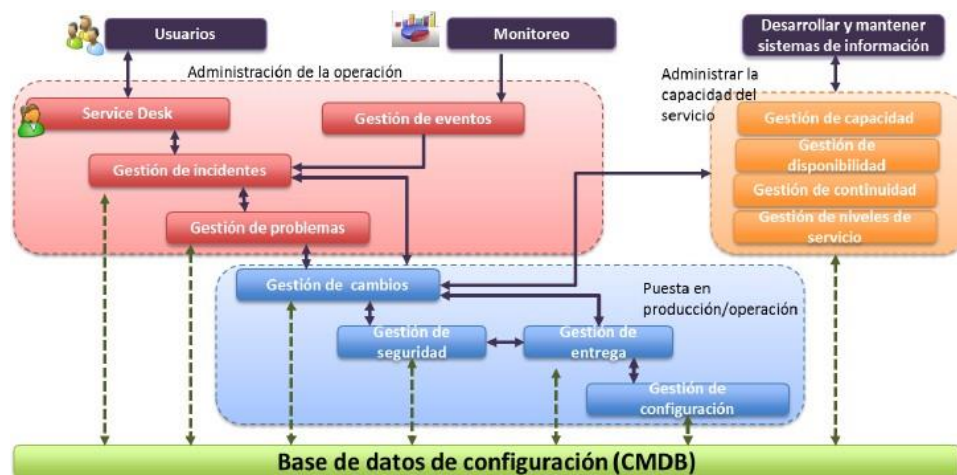 Usuarios
Monitoreo
Desarrollar y mantener
sistemas de información
Administración de la operación
Administrar la
capacidad del
servicio
Service Desk
Gestión de eventos
Gestión de capacidad
Gestión de
disponibilidad
Gestión de incidentes
Gestión de continuidad
Gestión de problemas
Gestión de niveles de
servicio
Gestión de cambios
Puesta en
producción/operación
Gestión de
seguridad
Gestión de
entrega
Gestión de
configuración
Base de datos de configuración (CMDB)